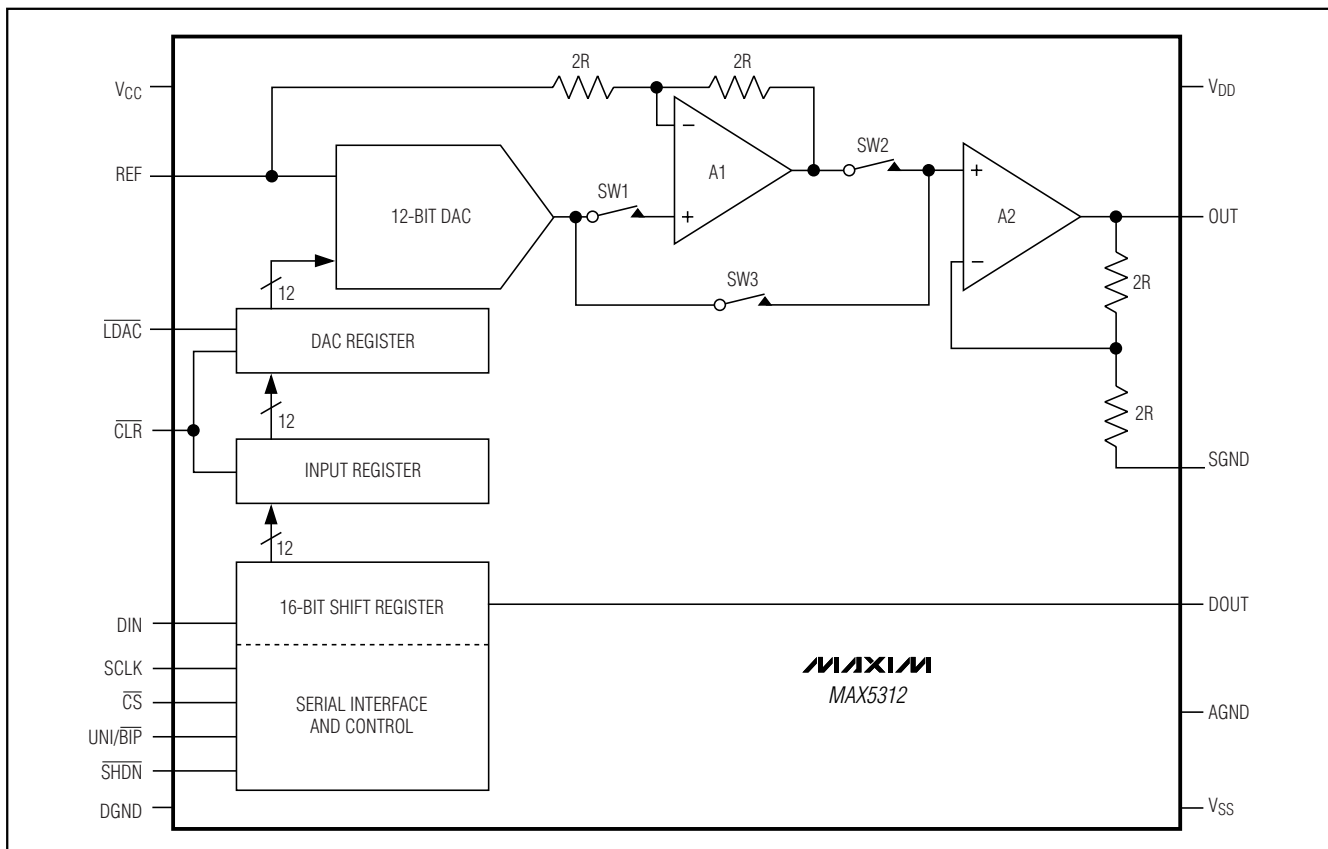 2R
2R
VCC
VDD
REF
12-BIT DAC
SW1
A1
SW2
A2
OUT
12
SW3
2R
LDAC
DAC REGISTER
12
2R
CLR
INPUT REGISTER
SGND
12
16-BIT SHIFT REGISTER
DOUT
DIN
SCLK
MAXIM
MAX5312
CS
SERIAL INTERFACE
AND CONTROL
AGND
UNI/BIP
SHDN
DGND
VSS